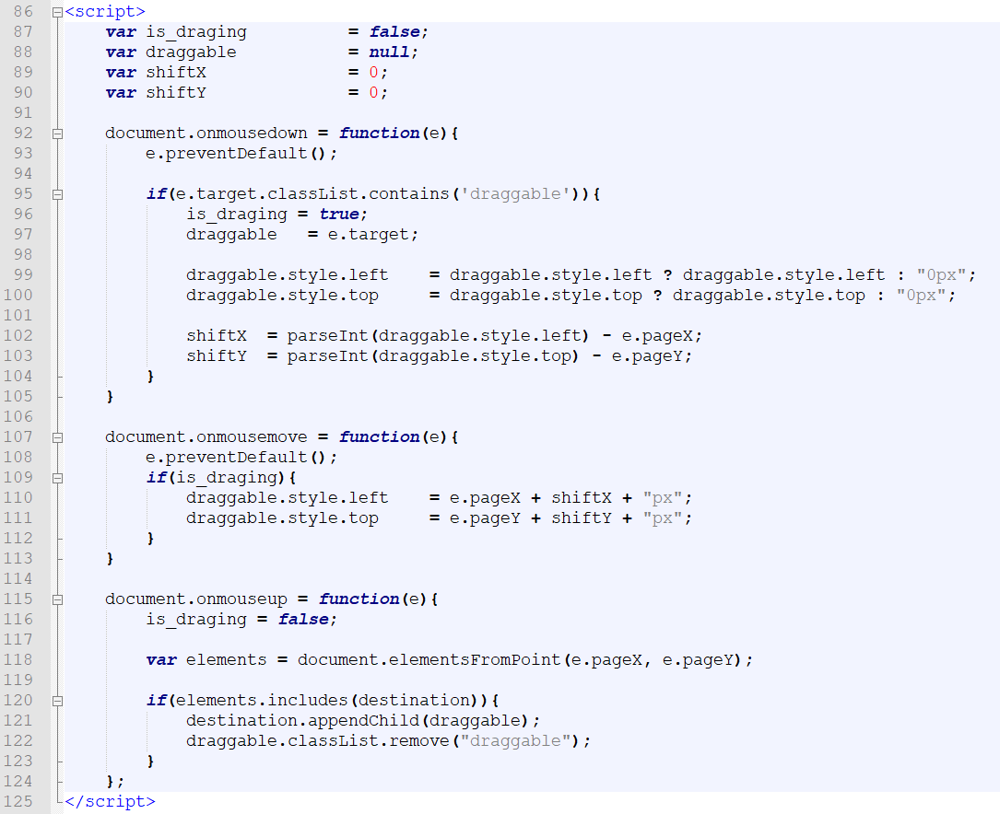 86 <script>
87 var is_draging = false;
88 var draggable = null;
89 var shiftX = 0;
90 var shiftY = 0;
91
92 document.onmousedown = function(e){
93 e.preventDefault();
94
95 if(e.target.classList.contains('draggable')){
96 is_draging = true;
97 draggable = e.target;
98
99 draggable.style.left = draggable.style.left ? draggable.style.left : "0px";
100 draggable.style.top = draggable.style.top ? draggable.style.top : "0px";
101
102 shiftX = parseInt(draggable.style.left) - e.pageX;
103 shiftY = parseInt(draggable.style.top) - e.pageY;
104 }
105 }
106
107 document.onmousemove = function(e){
108 e.preventDefault();
109 if(is_draging){
110 draggable.style.left = e.pageX + shiftX + "px";
111 draggable.style.top = e.pageY + shiftY + "px";
112 }
113 }
114
115 document.onmouseup = function(e){
116 is_draging = false;
117
118 var elements = document.elementsFromPoint(e.pageX, e.pageY);
119
120 if(elements.includes(destination)){
121 destination.appendChild(draggable);
122 draggable.classList.remove("draggable");
123 }
124 };
125 </script>